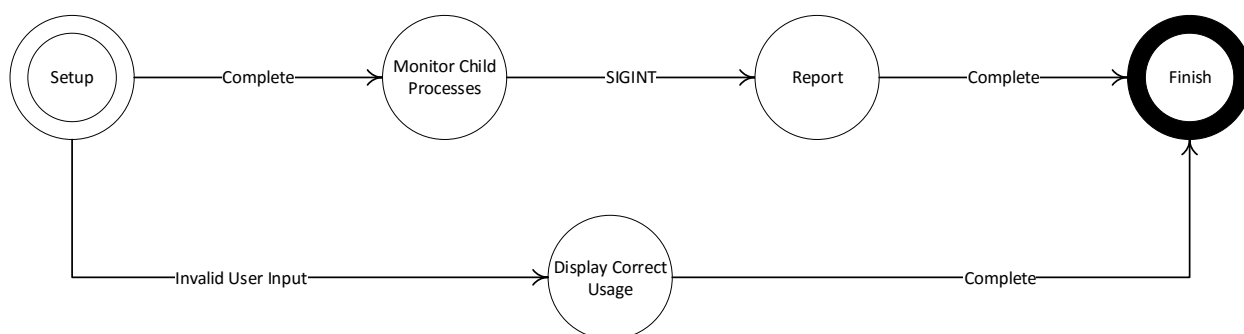 Setup
Complete
Monitor Child
Processes
SIGINT
Report
Complete
Finish
Invalid User Input
Display Correct
Usage
Complete